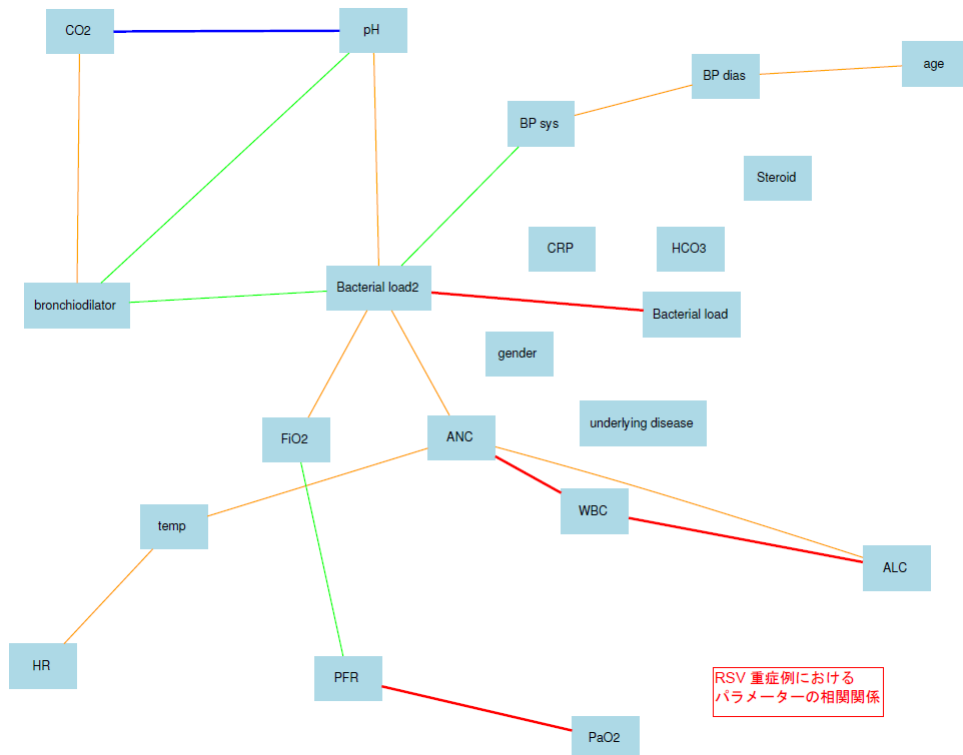 CO2
pH
age
BP dias
BP sys
Steroid
CRP
HCO3
Bacterial load2
bronchiodilator
Bacterial load
gender
underlying disease
FiO2
ANC
WBC
temp
ALC
HR
PFR
RSV 重症例における
パラメーターの相関関係
PaO2